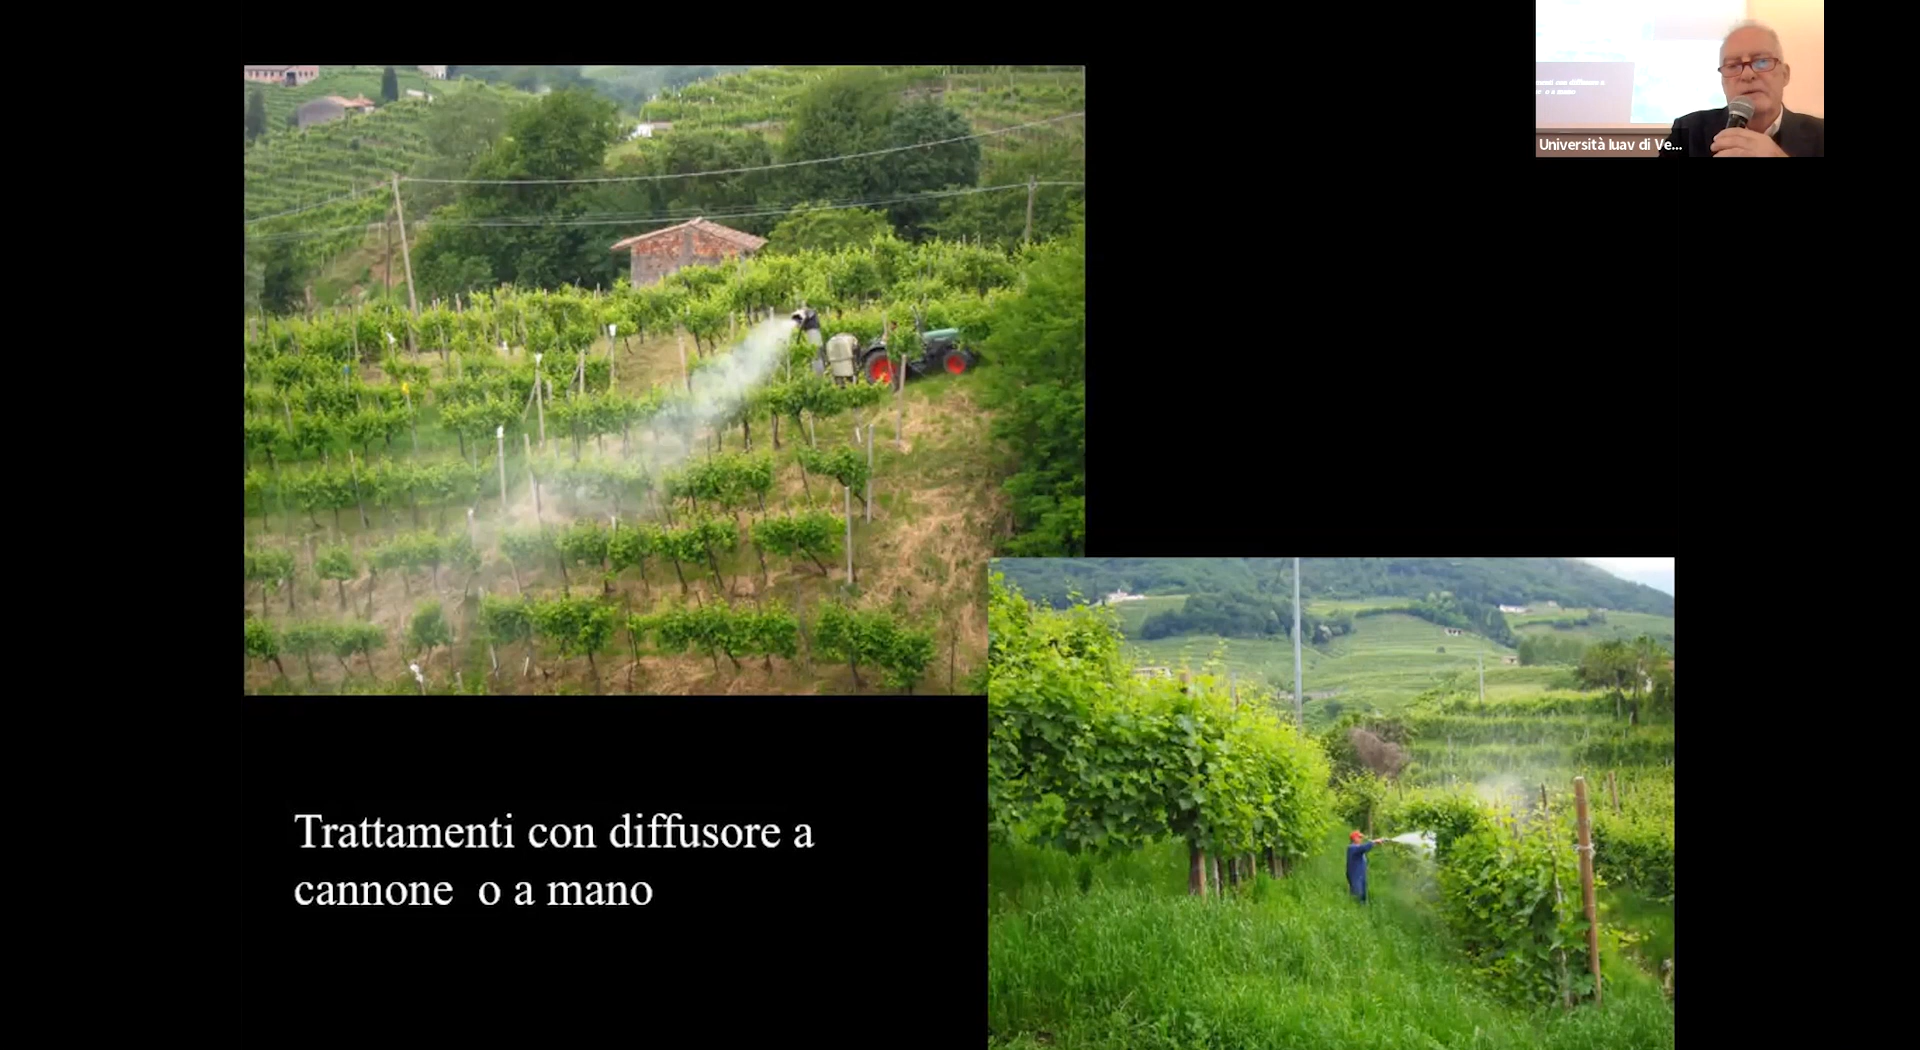 Università Iuav di Ve...
Trattamenti con diffusore a
cannone o a mano